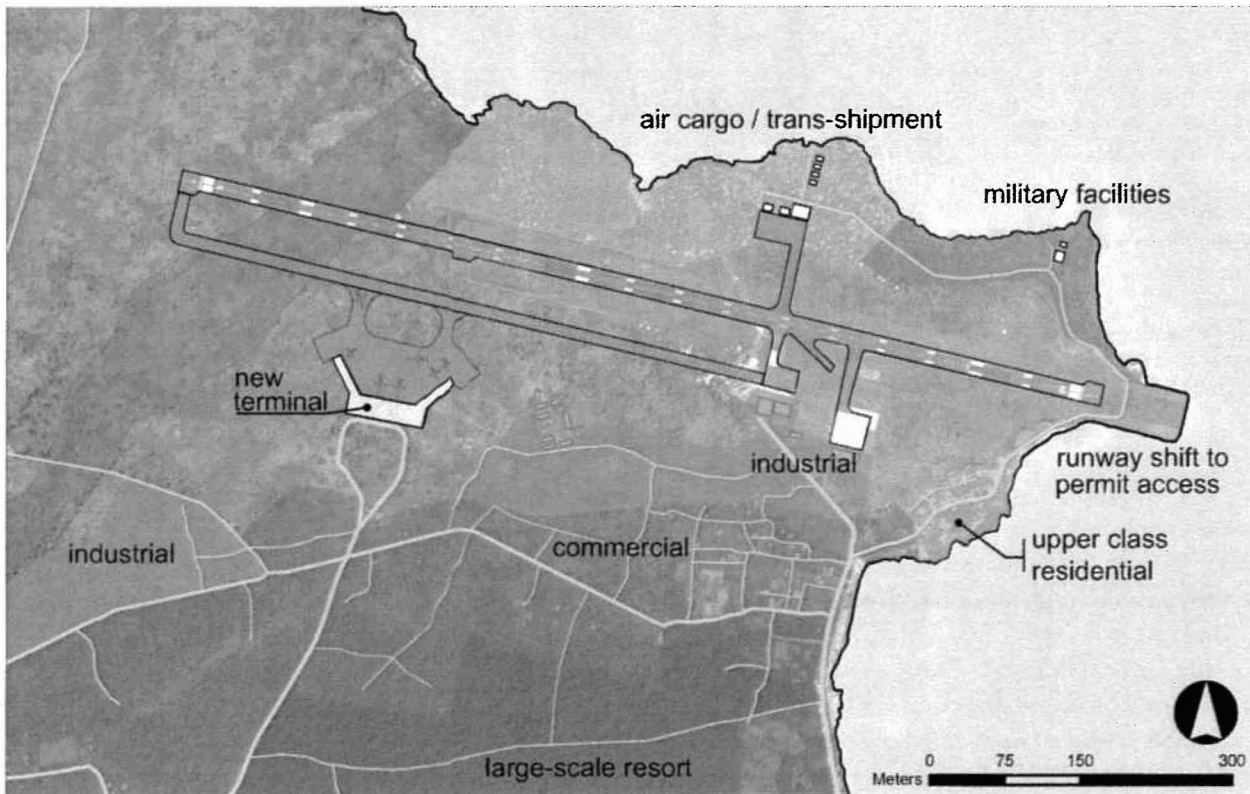 air cargo / trans-shipment
military facilities
new
terminal
industrial
runway shift to
permit access
industrial
commercial
upper class
residential
large-scale resort
0 75 150 300
Meters